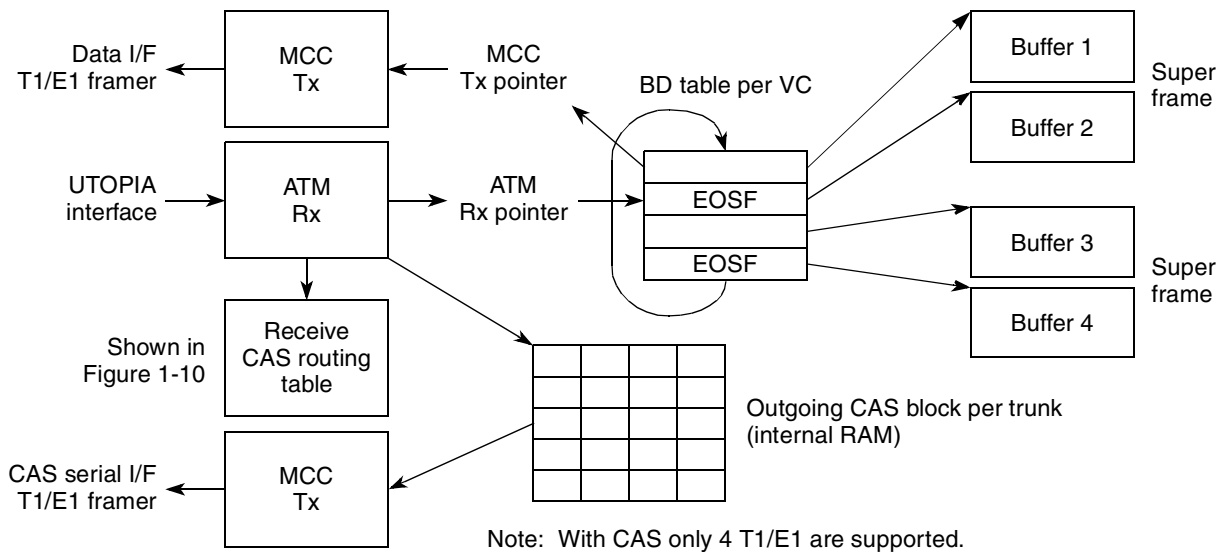 Data I/F
T1/E1 framer
MCC
Tx
MCC
Tx pointer
BD table per VC
Buffer 1
Buffer 2
Super
frame
UTOPIA
interface
ATM
Rx
ATM
Rx pointer
EOSF
EOSF
Buffer 3
Buffer 4
Super
frame
Shown in
Figure 1-10
Receive
CAS routing
table
Outgoing CAS block per trunk
(internal RAM)
CAS serial I/F
T1/E1 framer
MCC
Tx
Note: With CAS only 4 T1/E1 are supported.